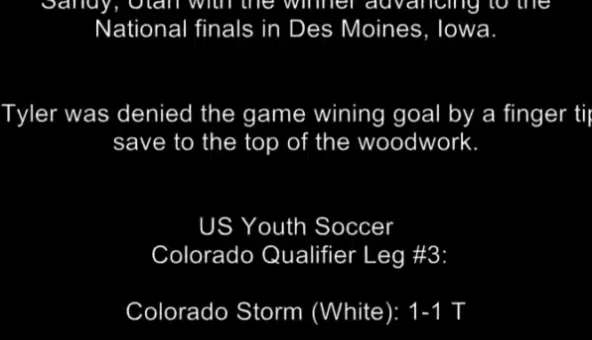 Sandy, Utah with the winner advancing to the
National finals in Des Moines, Iowa.
Tyler was denied the game wining goal by a finger tip
save to the top of the woodwork.
US Youth Soccer
Colorado Qualifier Leg #3:
Colorado Storm (White): 1-1 T